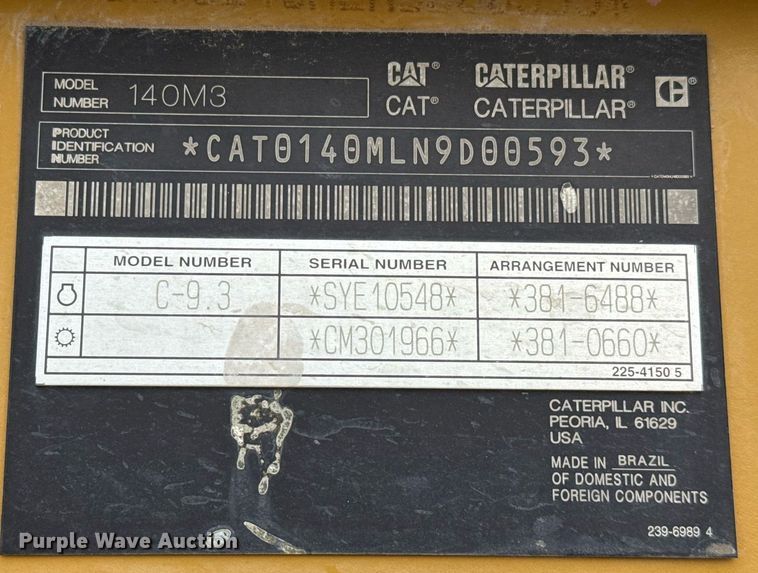 MODEL NUMBER 140M3
CAT® CATERPILLAR®
CAT® CATERPILLAR®
PRODUCT IDENTIFICATION NUMBER *CAT0140MLN9D00593*
MODEL NUMBER SERIAL NUMBER ARRANGEMENT NUMBER
C-9.3 *SYE10548* *381-6488*
*CM301966* *381-0660*
225-4150 5
CATERPILLAR INC.
PEORIA, IL 61629
USA
MADE IN BRAZIL
OF DOMESTIC AND
FOREIGN COMPONENTS
239-6989 4
Purple Wave Auction